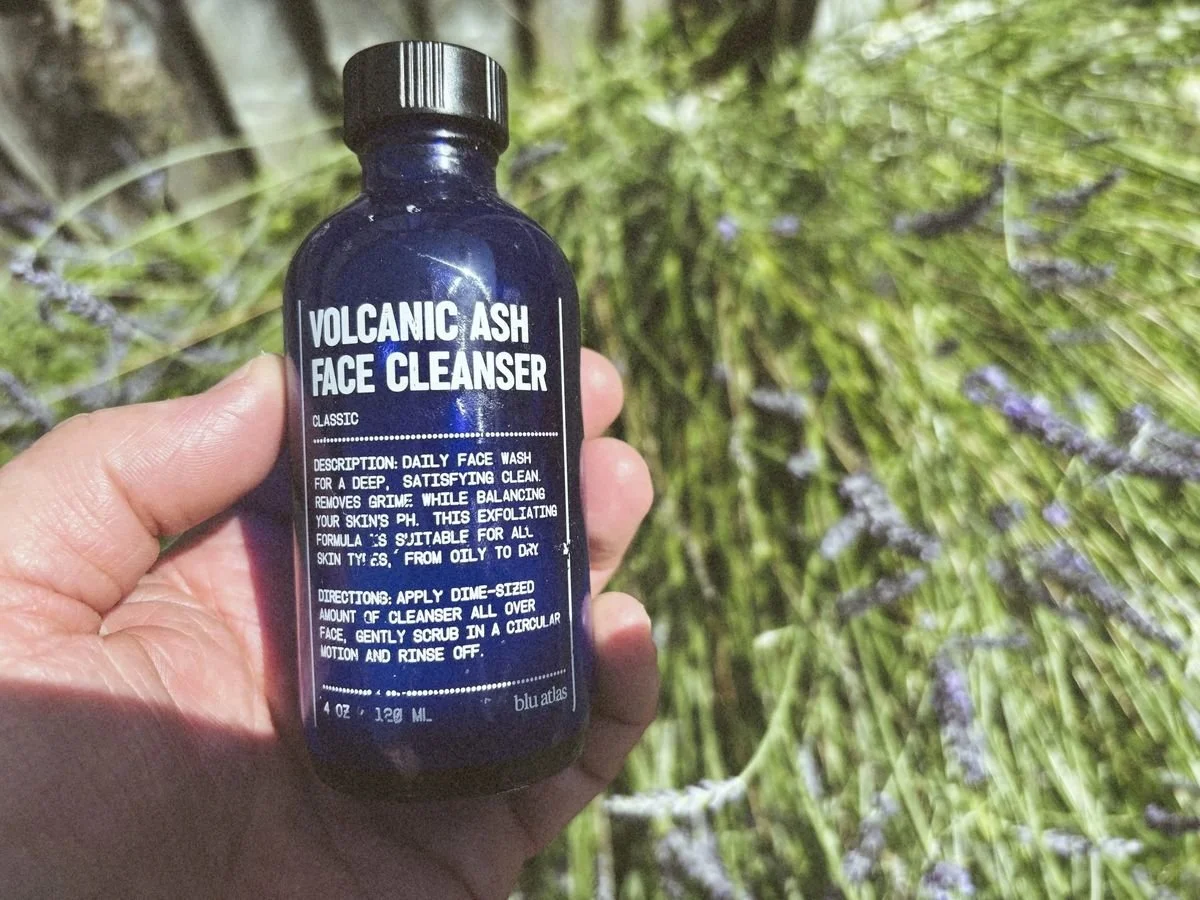 VOLCANIC ASH
FACE CLEANSER
CLASSIC
DESCRIPTION: DAILY FACE WASH
FOR A DEEP, SATISFYING CLEAN.
REMOVES GRIME WHILE BALANCING
YOUR SKIN'S PH. THIS EXFOLIATING
FORMULA IS SUITABLE FOR ALL
SKIN TYPES, FROM OILY TO DRY
DIRECTIONS: APPLY DIME-SIZED
AMOUNT OF CLEANSER ALL OVER
FACE, GENTLY SCRUB IN A CIRCULAR
MOTION AND RINSE OFF.
4 OZ / 120 ML
blu atlas